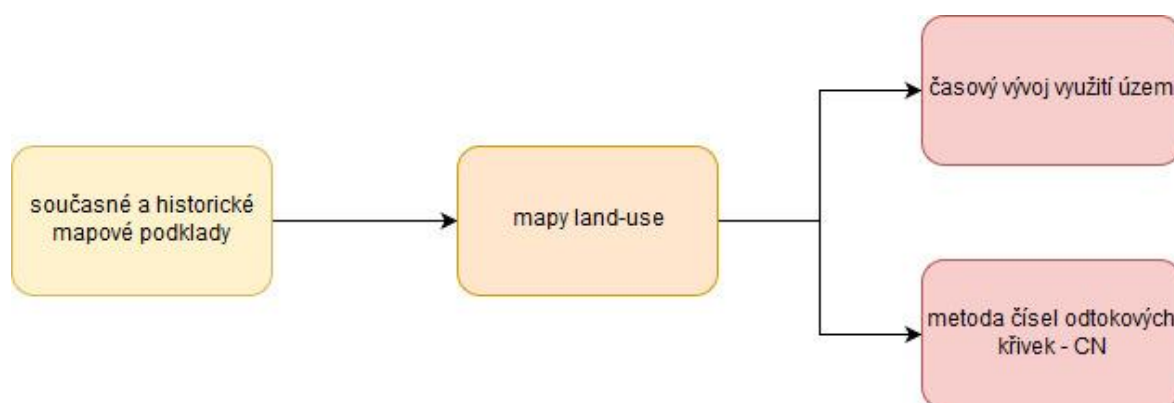 současné a historické
mapové podklady
mapy land-use
časový vývoj využití územ
metoda čísel odtokových
křivek - CN